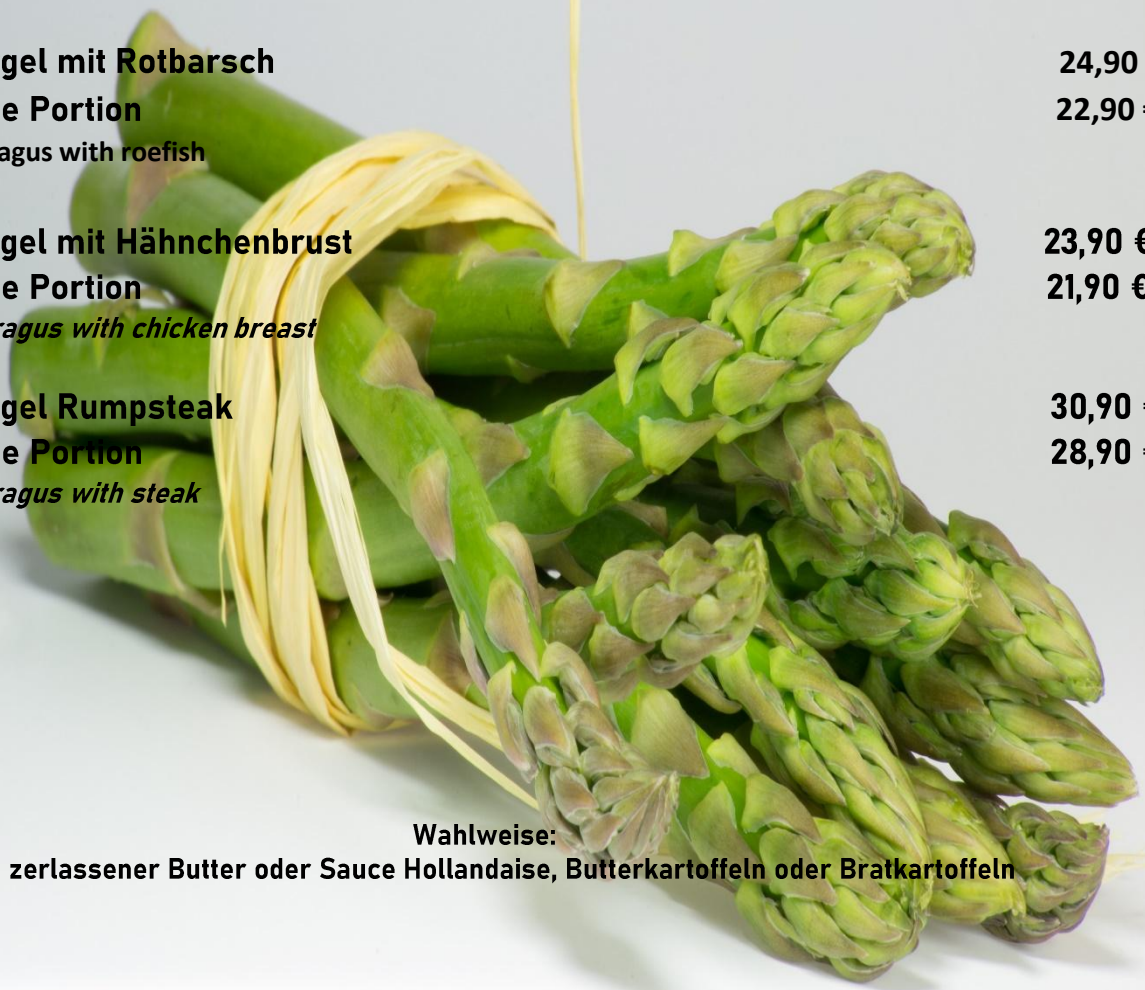 gel mit Rotbarsch 24,90
e Portion 22,90 €
agus with roefish
gel mit Hähnchenbrust 23,90 €
e Portion 21,90 €
ragus with chicken breast
gel Rumpsteak 30,90 €
e Portion 28,90 €
ragus with steak
Wahlweise:
zerlassener Butter oder Sauce Hollandaise, Butterkartoffeln oder Bratkartoffeln